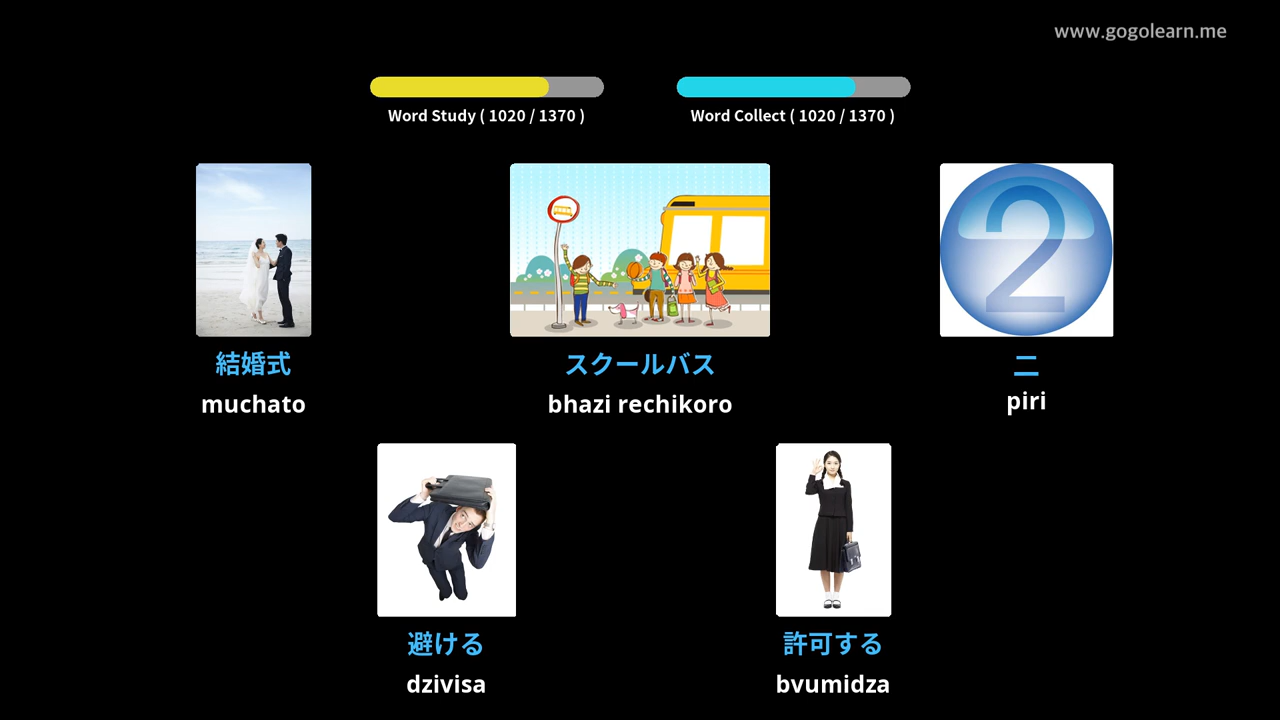 www.gogolearn.me
Word Study ( 1020 / 1370 )
Word Collect ( 1020 / 1370 )
結婚式
muchato
スクールバス
bhazi rechikoro
2
二
piri
避ける
dzivisa
許可する
bvumidza